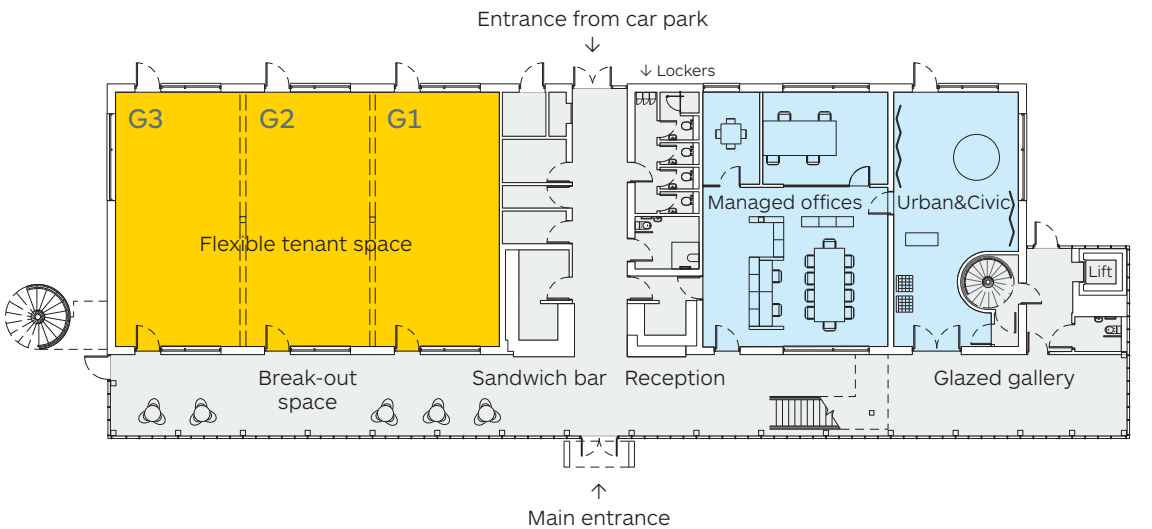 Entrance from car park
↓
↓ Lockers
G3
G2
G1
Managed offices
Urban&Civic
Flexible tenant space
Lift
Break-out
space
Sandwich bar
Reception
Glazed gallery
↑
Main entrance